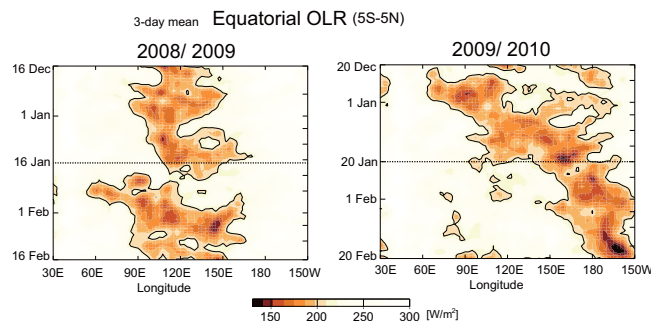 3-day mean Equatorial OLR (5S-5N)
2008/ 2009
16 Dec
1 Jan
16 Jan
1 Feb
16 Feb
30E 60E 90E 120E 150E 180 150W
Longitude
2009/ 2010
20 Dec
1 Jan
20 Jan
1 Feb
20 Feb
30E 60E 90E 120E 150E 180 150W
Longitude
150 200 250 300 [W/m²]